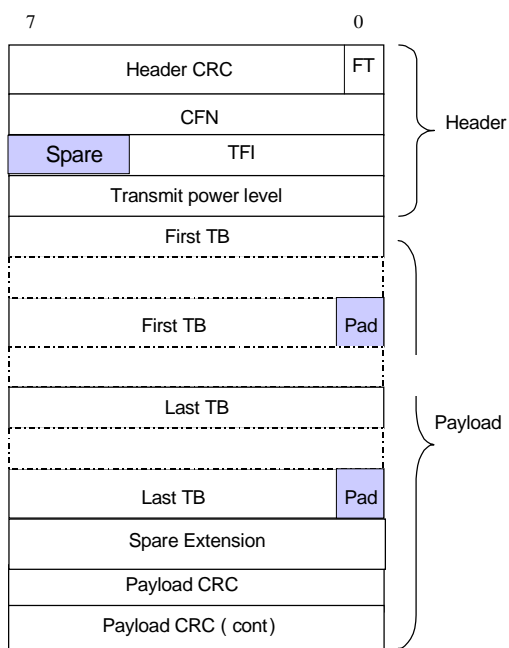 7 0
Header CRC FT
CFN
Header
Spare TFI
Transmit power level
First TB
First TB Pad
Last TB
Payload
Last TB Pad
Spare Extension
Payload CRC
Payload CRC ( cont)